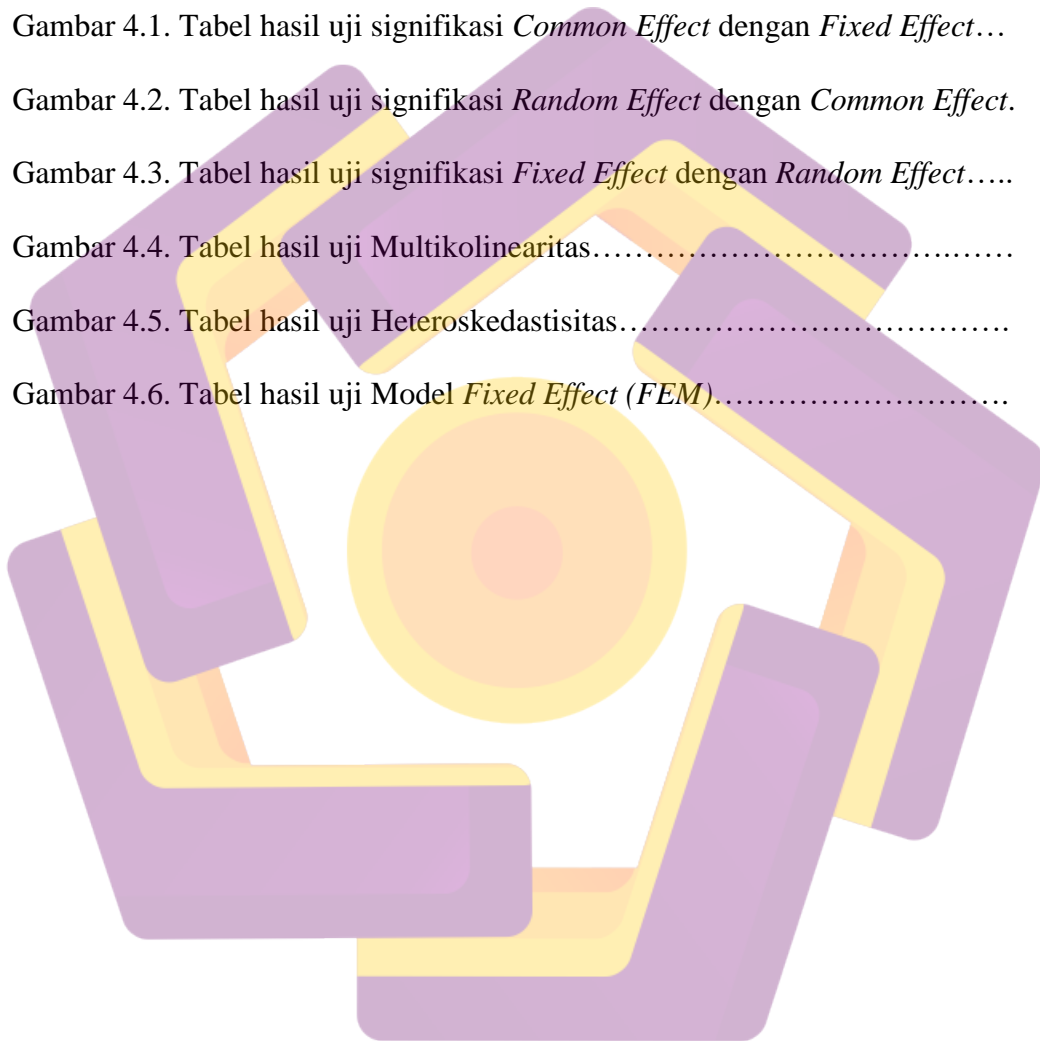 Gambar 4.1. Tabel hasil uji signifikasi Common Effect dengan Fixed Effect…
Gambar 4.2. Tabel hasil uji signifikasi Random Effect dengan Common Effect.
Gambar 4.3. Tabel hasil uji signifikasi Fixed Effect dengan Random Effect…..
Gambar 4.4. Tabel hasil uji Multikolinearitas……………………………….……
Gambar 4.5. Tabel hasil uji Heteroskedastisitas…………………………………….
Gambar 4.6. Tabel hasil uji Model Fixed Effect (FEM)……………………….